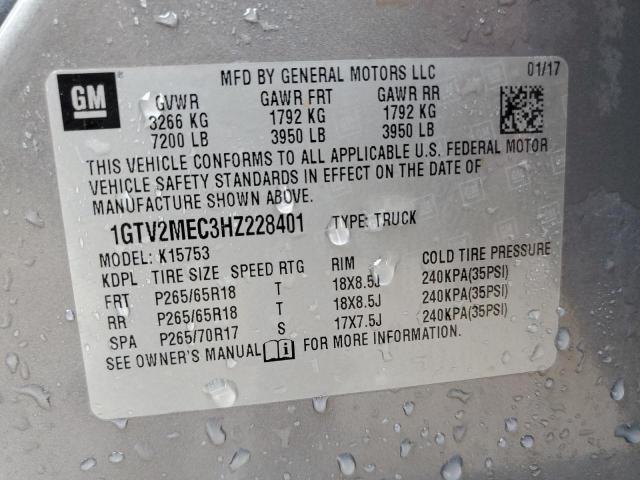 GM
MFD BY GENERAL MOTORS LLC 01/17
GVWR GAWR FRT GAWR RR
3266 KG 1792 KG 1792 KG
7200 LB 3950 LB 3950 LB
THIS VEHICLE CONFORMS TO ALL APPLICABLE U.S. FEDERAL MOTOR
VEHICLE SAFETY STANDARDS IN EFFECT ON THE DATE OF
MANUFACTURE SHOWN ABOVE.
1GTV2MEC3HZ228401 TYPE: TRUCK
MODEL: K15753
KDPL TIRE SIZE SPEED RTG RIM COLD TIRE PRESSURE
FRT P265/65R18 T 18X8.5J 240KPA(35PSI)
RR P265/65R18 T 18X8.5J 240KPA(35PSI)
SPA P265/70R17 S 17X7.5J 240KPA(35PSI)
SEE OWNER'S MANUAL FOR MORE INFORMATION.